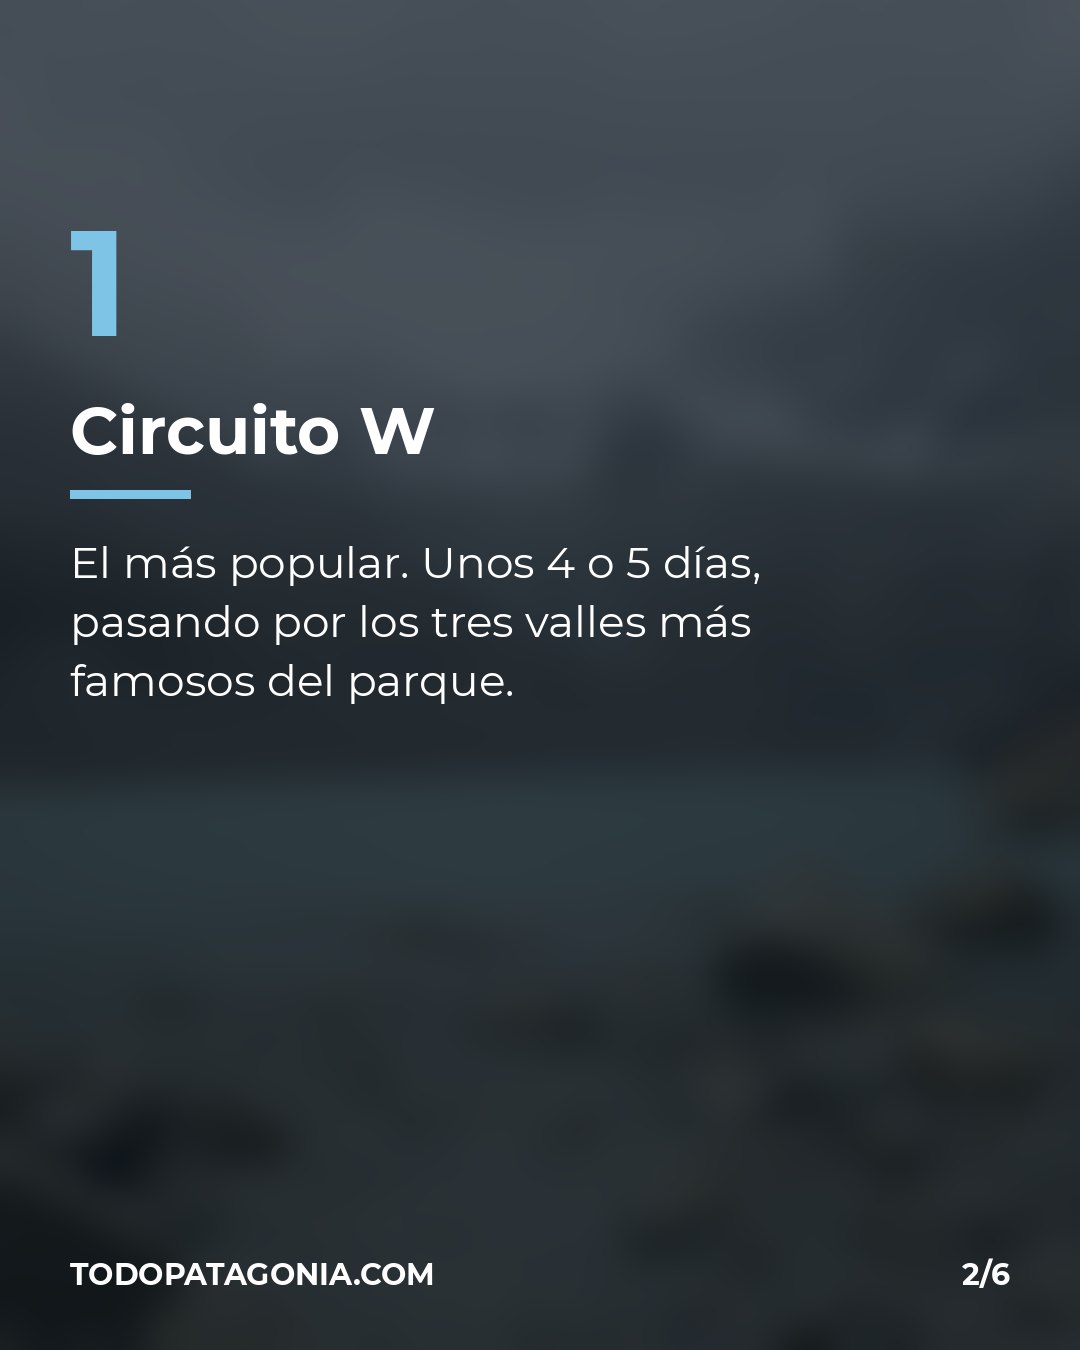 1
Circuito W
El más popular. Unos 4 o 5 días,
pasando por los tres valles más
famosos del parque.
TODOPATAGONIA.COM
2/6